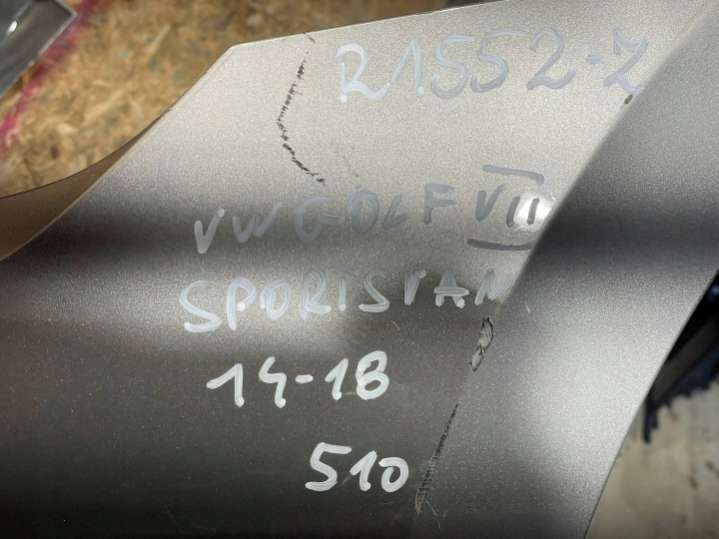 R1552-Z
VW GOLF VII
SPORTSVAN
14-18
510